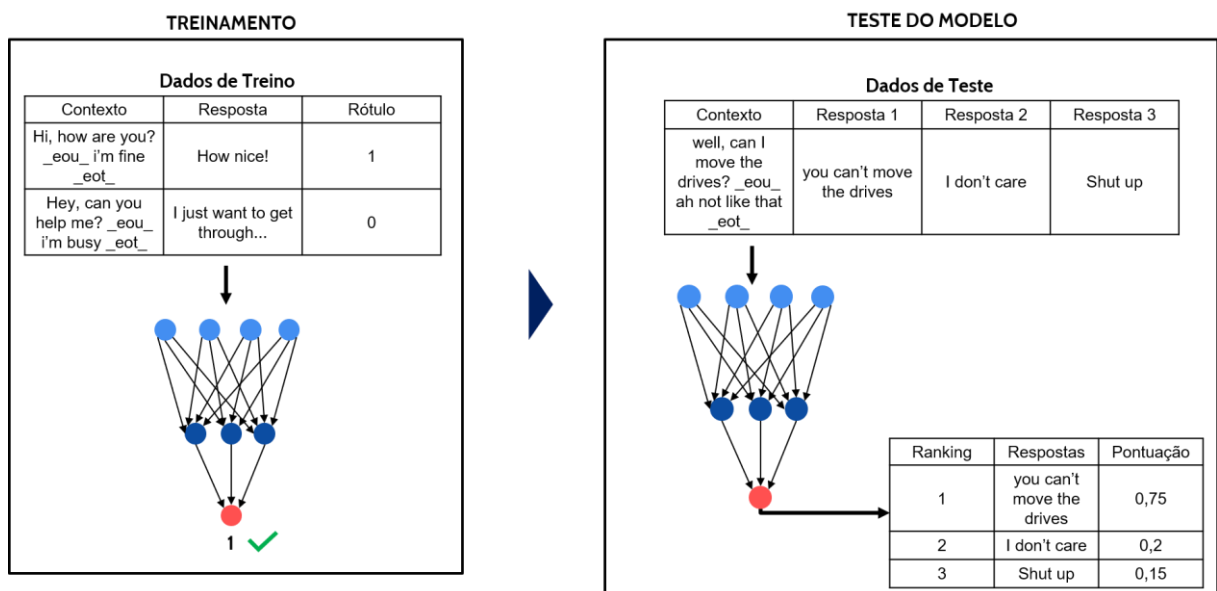 TREINAMENTO
Dados de Treino
Contexto Resposta Rótulo
Hi, how are you?
_eou_ i'm fine
_eot_
How nice!
1
Hey, can you
help me? _eou_
i'm busy _eot_
I just want to get
through...
0
1
TESTE DO MODELO
Dados de Teste
Contexto Resposta 1 Resposta 2 Resposta 3
well, can I
move the
drives? _eou_
ah not like that
_eot_
you can't move
the drives
I don't care
Shut up
Ranking Respostas Pontuação
1
you can't
move the
drives
0,75
2 I don't care 0,2
3 Shut up 0,15